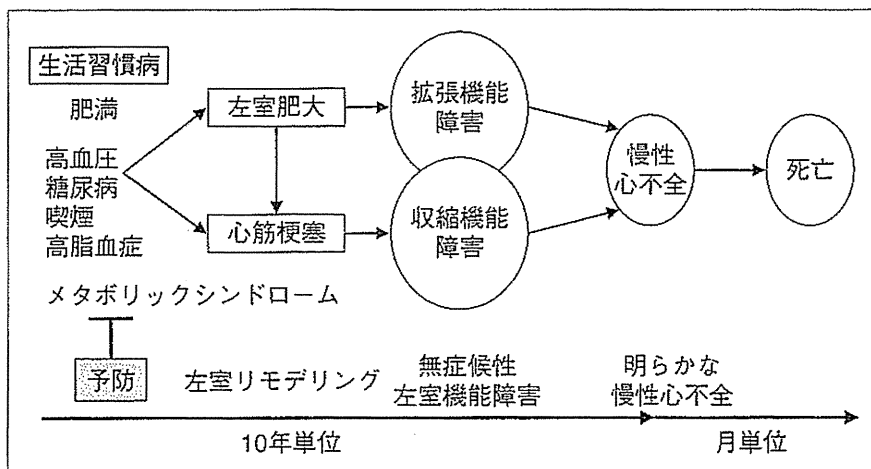 生活習慣病
肥満
高血圧
糖尿病
喫煙
高脂血症
メタボリックシンドローム
予防
左室肥大
心筋梗塞
拡張機能
障害
収縮機能
障害
慢性
心不全
死亡
左室リモデリング
無症候性
左室機能障害
明らかな
慢性心不全
10年単位
月単位